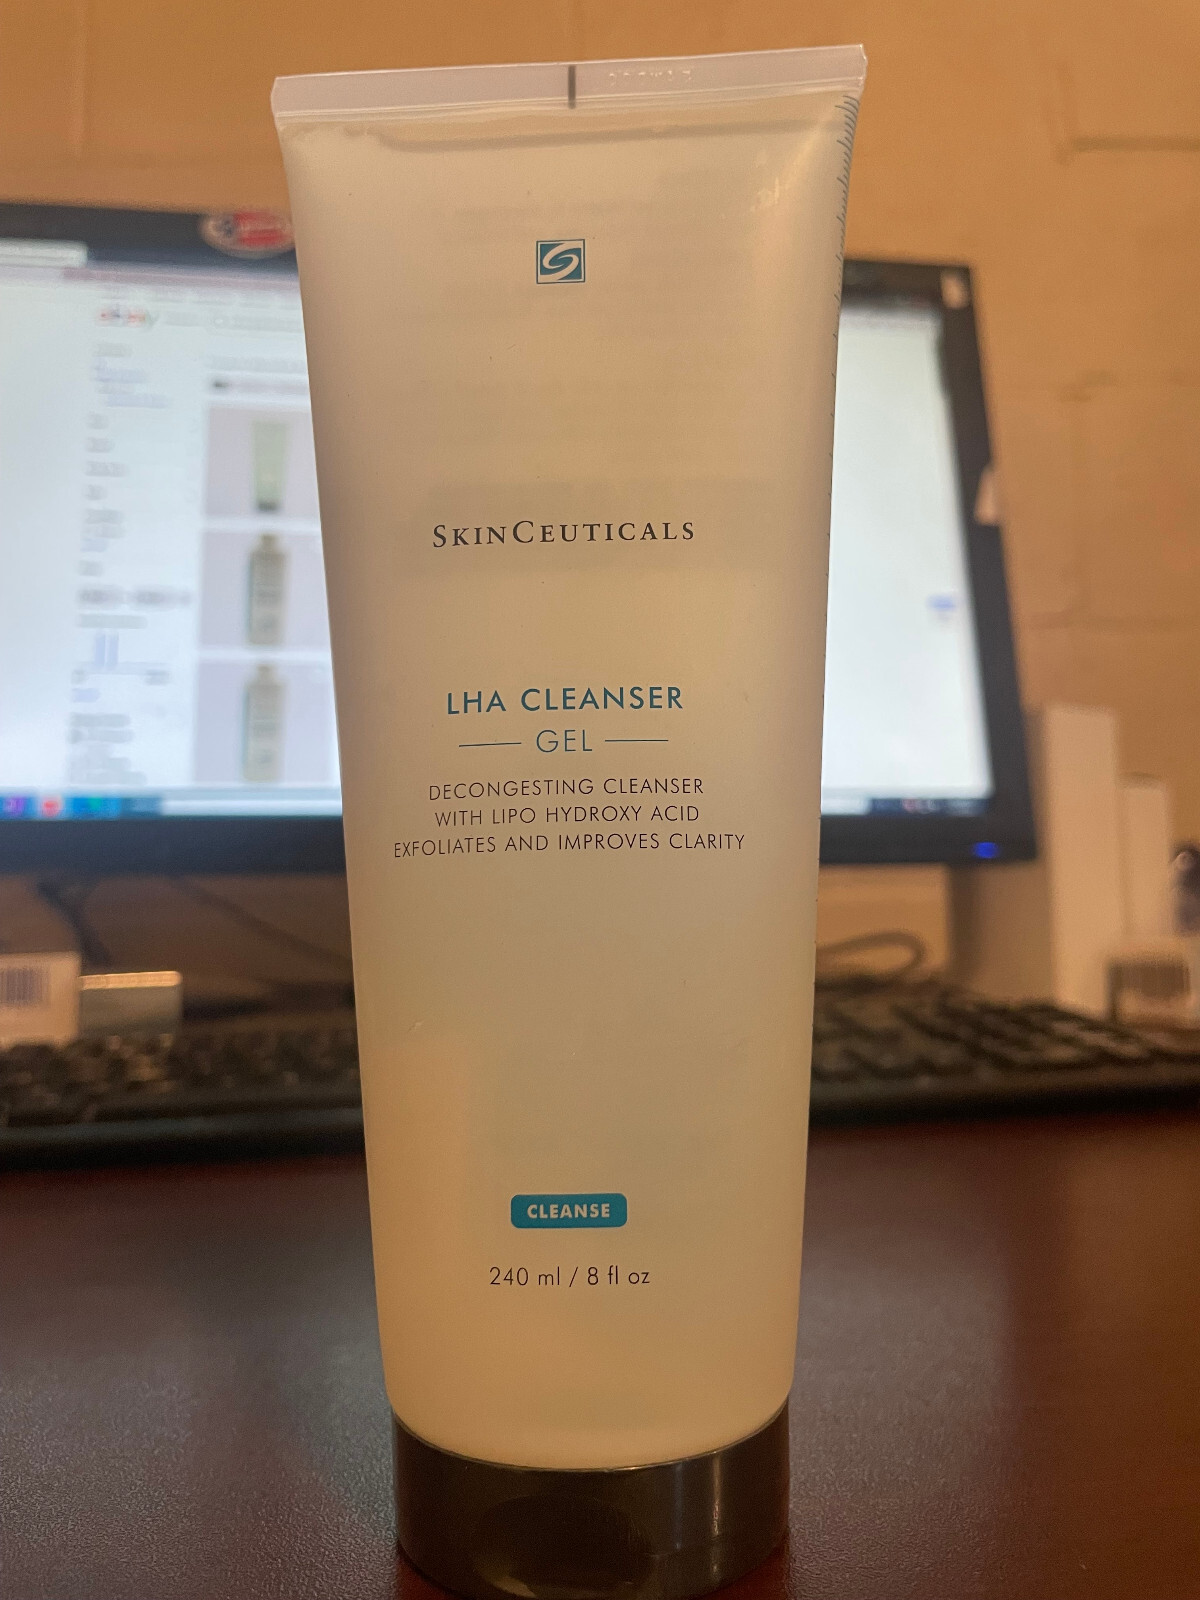 SKINCEUTICALS
LHA CLEANSER
GEL
DECONGESTING CLEANSER
WITH LIPO HYDROXY ACID
EXFOLIATES AND IMPROVES CLARITY
CLEANSE
240 ml / 8 fl oz